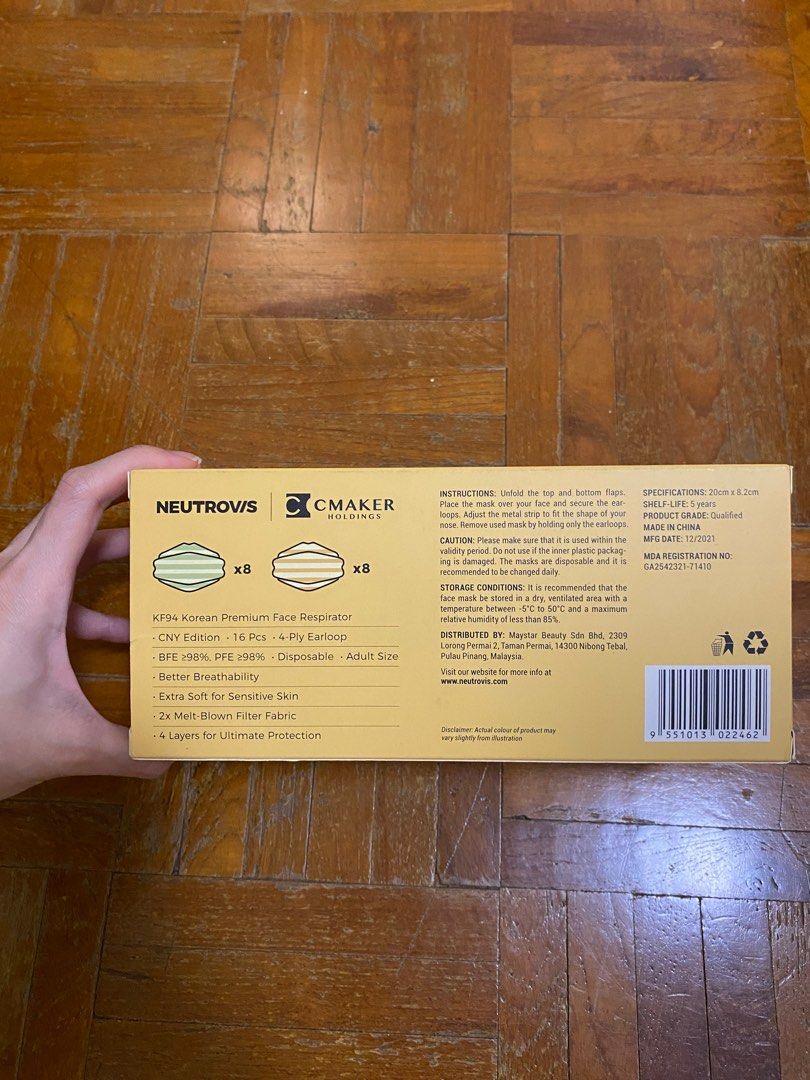 NEUTROVIS
CMAKER
HOLDINGS
x8
x8
KF94 Korean Premium Face Respirator
· CNY Edition · 16 Pcs · 4-Ply Earloop
· BFE ≥98%, PFE ≥98% · Disposable · Adult Size
· Better Breathability
· Extra Soft for Sensitive Skin
· 2x Melt-Blown Filter Fabric
· 4 Layers for Ultimate Protection
INSTRUCTIONS: Unfold the top and bottom flaps.
Place the mask over your face and secure the ear-
loops. Adjust the metal strip to fit the shape of your
nose. Remove used mask by holding only the earloops.
CAUTION: Please make sure that it is used within the
validity period. Do not use if the inner plastic packag-
ing is damaged. The masks are disposable and it is
recommended to be changed daily.
STORAGE CONDITIONS: It is recommended that the
face mask be stored in a dry, ventilated area with a
temperature between -5°C to 50°C and a maximum
relative humidity of less than 85%.
DISTRIBUTED BY: Maystar Beauty Sdn Bhd, 2309
Lorong Permai 2, Taman Permai, 14300 Nibong Tebal,
Pulau Pinang, Malaysia.
Visit our website for more info at
www.neutrovis.com
Disclaimer: Actual colour of product may
vary slightly from illustration
SPECIFICATIONS: 20cm x 8.2cm
SHELF-LIFE: 5 years
PRODUCT GRADE: Qualified
MADE IN CHINA
MFG DATE: 12/2021
MDA REGISTRATION NO:
GA2542321-71410
9 551013 022462